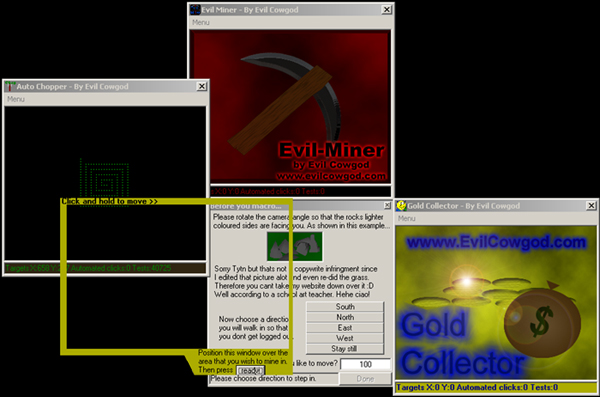 Evil Miner - By Evil Cowgod
Menu
Evil-Miner
by Evil Cowgod
www.evilcowgod.com
X:0 Y:0 Automated clicks:0 Tests:0
Auto Chopper - By Evil Cowgod
Menu
Click and hold to move >>
Targets X:658 Automated clicks:0 Tests:40725
Before you macro...
Please rotate the camera angle so that the rocks lighter
coloured sides are facing you. As shown in this example...
Sorry Tytn but thats not copywrite infringment since
I edited that picture alot and even re-did the grass.
Therefore you cant take my website down over it :D
Well according to a school art teacher. Hehe ciao!
Now choose a direction
you will walk in so that
you dont get logged out.
South
North
East
West
Stay still
you like to move?
100
Please choose direction to step in.
Done
Position this window over the
area that you wish to mine in.
Then press
ready!
Gold Collector - By Evil Cowgod
Menu
www.EvilCowgod.com
$
Gold
Collector
Targets X:0 Y:0 Automated clicks:0 Tests:0